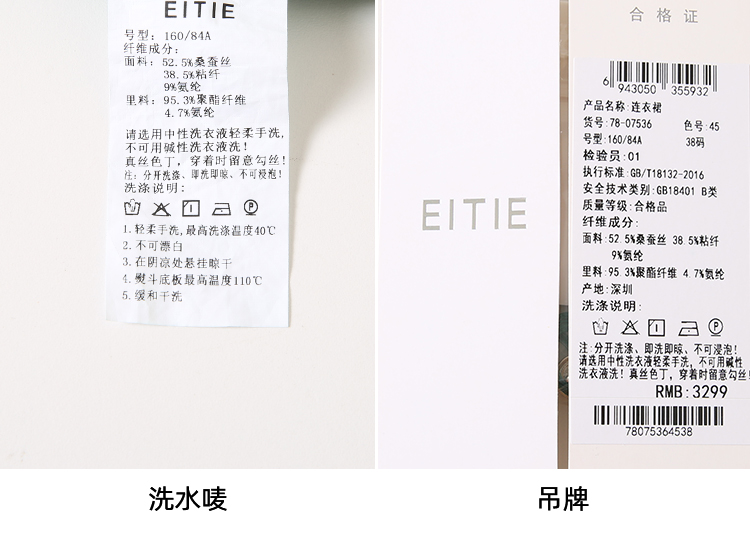 EITIE
号型: 160/84A
纤维成分:
面料: 52.5%桑蚕丝
38.5%粘纤
9%氨纶
里料: 95.3%聚酯纤维
4.7%氨纶
请选用中性洗衣液轻柔手洗,
不可用碱性洗衣液洗!
真丝色丁, 穿着时留意勾丝!
注: 分开洗涤、即洗即晾、不可浸泡!
洗涤说明:
1.轻柔手洗,最高洗涤温度40℃
2.不可漂白
3.在阴凉处悬挂晾干
4.熨斗底板最高温度110℃
5.缓和干洗
洗水唛
EITIE
合格证
6 943050 355932
产品名称:连衣裙
货号:78-07536 色号:45
号型:160/84A 38码
检验员:01
执行标准:GB/T18132-2016
安全技术类别:GB18401 B类
质量等级:合格品
纤维成分:
面料:52.5%桑蚕丝 38.5%粘纤
9%氨纶
里料:95.3%聚酯纤维 4.7%氨纶
产地:深圳
洗涤说明:
P
注:分开洗涤、即洗即晾、不可浸泡!
请选用中性洗衣液轻柔手洗,不可用碱性
洗衣液洗!真丝色丁,穿着时留意勾丝!
RMB:3299
78075364538
吊牌